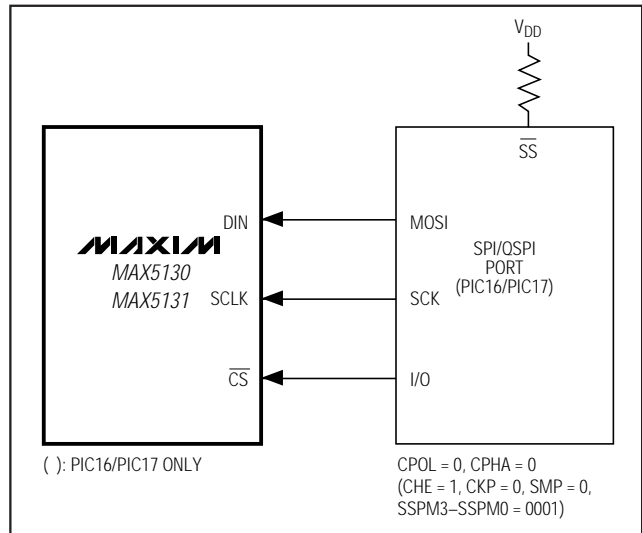 VDD
SS
DIN
MOSI
MAXIM
MAX5130
MAX5131
SPI/QSPI
PORT
(PIC16/PIC17)
SCLK
SCK
CS
I/O
( ): PIC16/PIC17 ONLY
CPOL = 0, CPHA = 0
(CHE = 1, CKP = 0, SMP = 0,
SSPM3–SSPM0 = 0001)